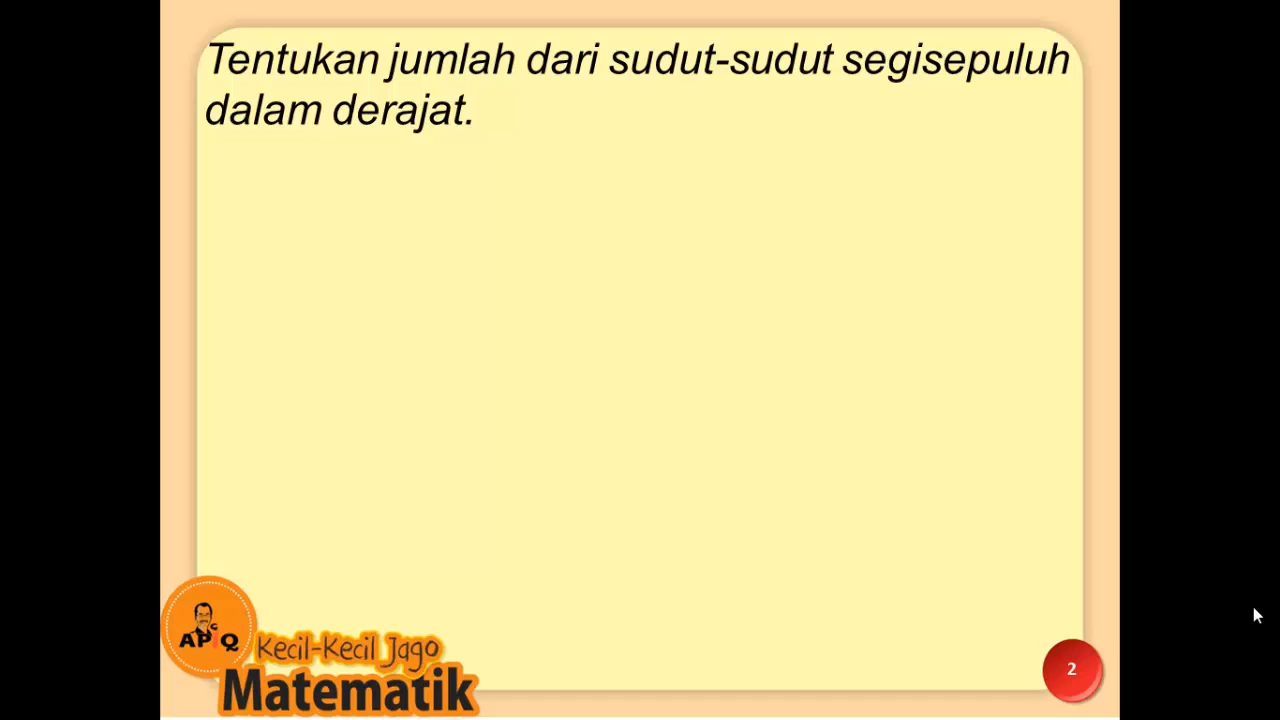 Tentukan jumlah dari sudut-sudut segisepuluh
dalam derajat.
APiQ
Kecil-Kecil Jago
Matematik
2